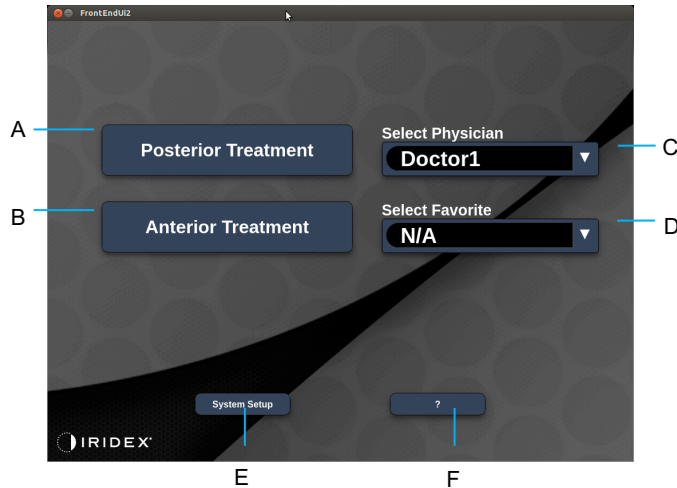 FrontEndUi2
A
Posterior Treatment
Select Physician
Doctor1
▼
C
B
Anterior Treatment
Select Favorite
N/A
▼
D
System Setup
?
IRIDEX
E
F